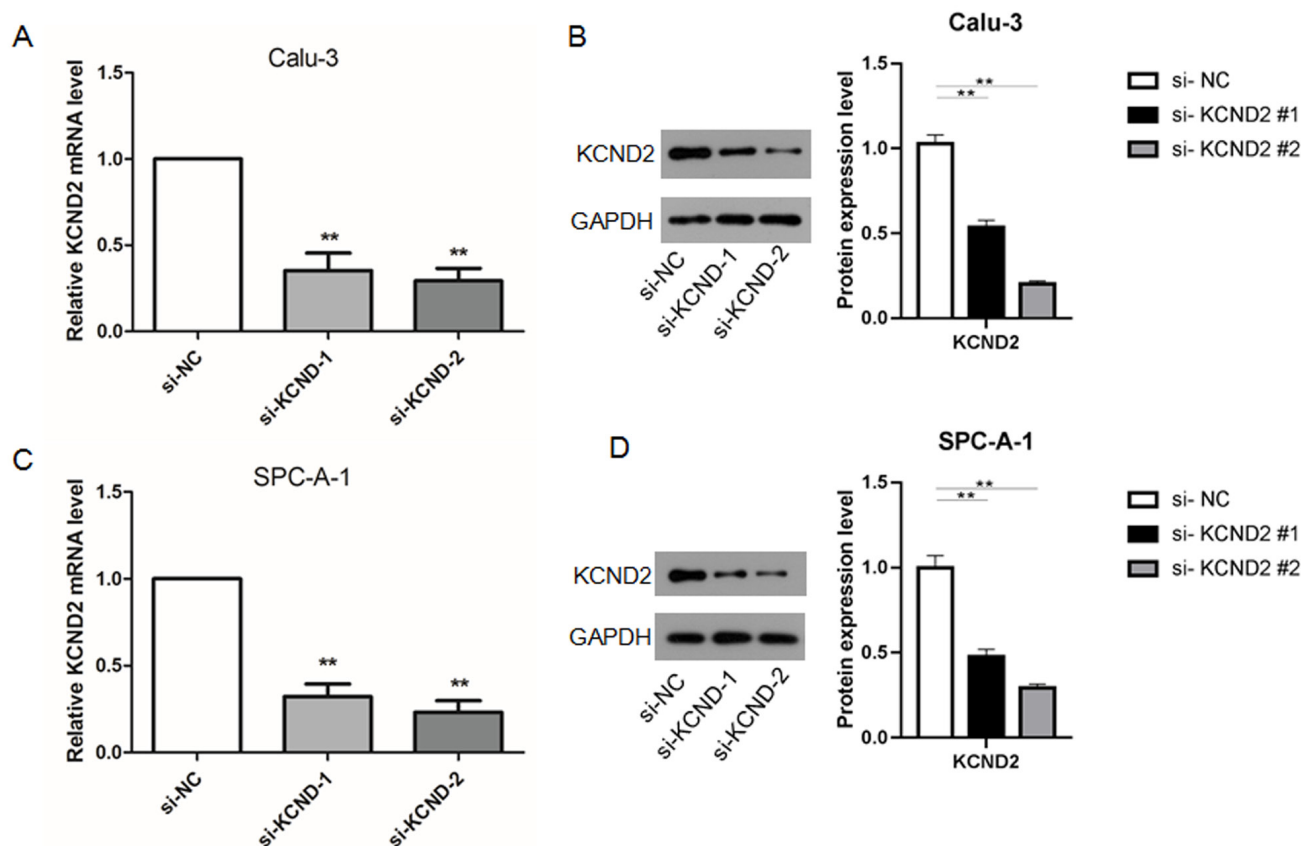 A
Calu-3
Relative KCND2 mRNA level
1.5
1.0
0.5
0.0
**
**
si-NC
si-KCND-1
si-KCND-2
B
KCND2
GAPDH
si-NC
si-KCND-1
si-KCND-2
Calu-3
Protein expression level
1.5
1.0
0.5
0.0
**
**
KCND2
si- NC
si- KCND2 #1
si- KCND2 #2
C
SPC-A-1
Relative KCND2 mRNA level
1.5
1.0
0.5
0.0
**
**
si-NC
si-KCND-1
si-KCND-2
D
KCND2
GAPDH
si-NC
si-KCND-1
si-KCND-2
SPC-A-1
Protein expression level
1.5
1.0
0.5
0.0
**
**
KCND2
si- NC
si- KCND2 #1
si- KCND2 #2